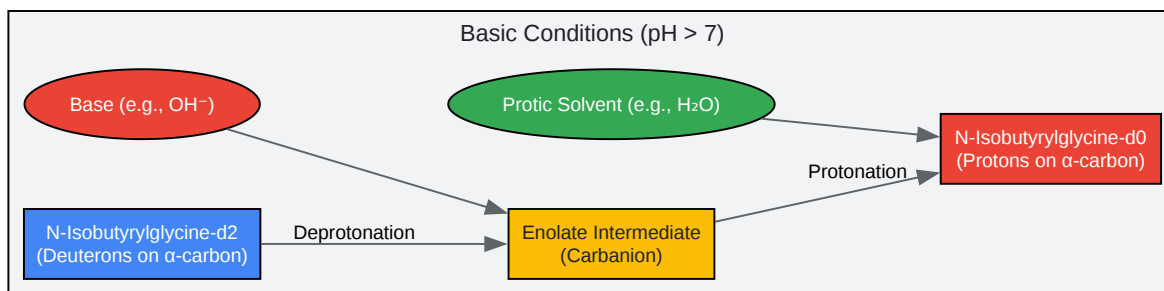 Basic Conditions (pH > 7)
Base (e.g., OH⁻)
Protic Solvent (e.g., H₂O)
N-Isobutyrylglycine-d0
(Protons on α-carbon)
Protonation
N-Isobutyrylglycine-d2
(Deuterons on α-carbon)
Deprotonation
Enolate Intermediate
(Carbanion)